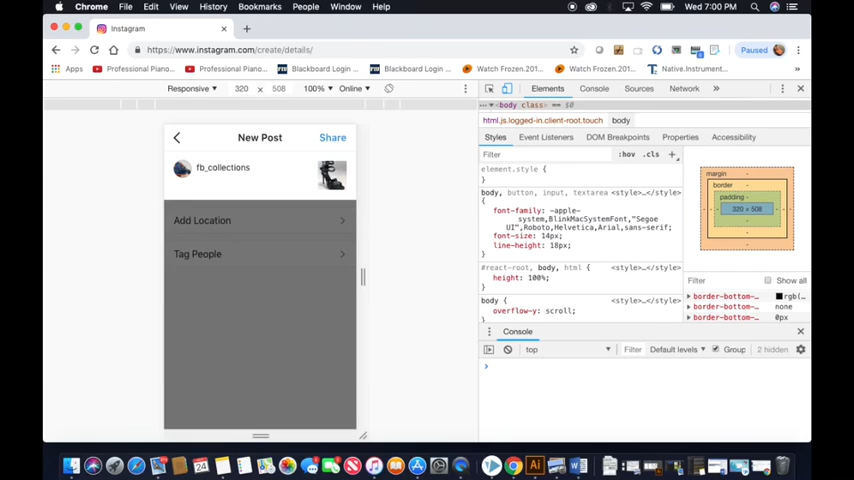 Chrome File Edit View History Bookmarks People Window Help Wed 7:00 PM
Instagram
https://www.instagram.com/create/details/ Paused
Apps Professional Piano... Professional Piano... Blackboard Login ... Blackboard Login ... Watch Frozen.201... Watch Frozen.201... Native.Instrument...
Responsive 320 × 508 100% Online
Elements Console Sources Network
<body class> == $0
html.js.logged-in.client-root.touch body
Styles Event Listeners DOM Breakpoints Properties Accessibility
Filter :hov .cls
element.style {
}
body, button, input, textarea <style>…</style>
{
font-family: -apple-
system,BlinkMacSystemFont,"Segoe
UI",Roboto,Helvetica,Arial,sans-serif;
font-size: 14px;
line-height: 18px;
}
#react-root, body, html { <style>…</style>
height: 100%;
}
body { <style>…</style>
overflow-y: scroll;
margin -
border -
padding -
320 × 508
Filter Show all
border-bottom-… rgb(…
border-bottom-… none
border-bottom-… 0px
Console
top Filter Default levels Group 2 hidden
New Post Share
fb_collections
Add Location
Tag People
24